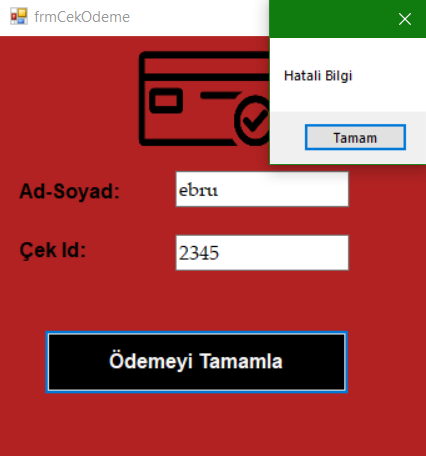 frmCekOdeme
Hatali Bilgi
Tamam
Ad-Soyad:
ebru
Çek Id:
2345
Ödemeyi Tamamla